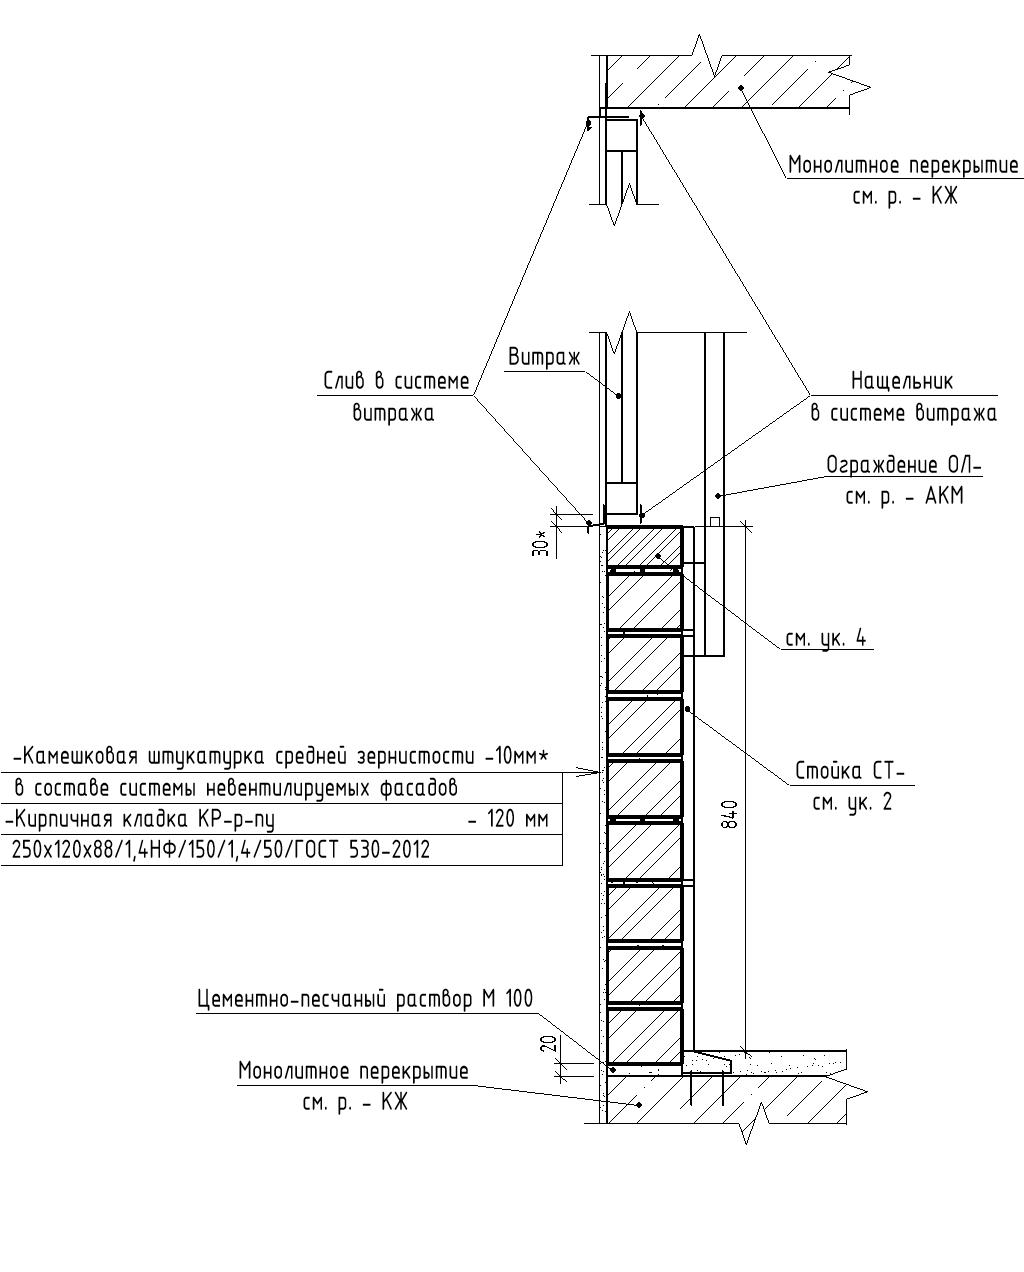 Монолитное перекрытие
см. р. - КЖ
Витраж
Слив в системе
витража
Нащельник
в системе витража
Ограждение ОЛ-
см. р. - АКМ
30*
см. ук. 4
-Камешковая штукатурка средней зернистости -10мм*
в составе системы невентилируемых фасадов
-Кирпичная кладка КР-р-пу - 120 мм
250х120х88/1,4НФ/150/1,4/50/ГОСТ 530-2012
Стойка СТ-
см. ук. 2
840
Цементно-песчаный раствор М 100
20
Монолитное перекрытие
см. р. - КЖ